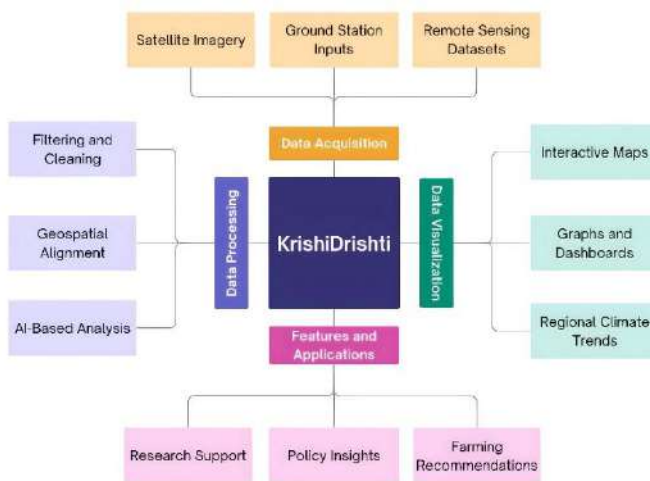 Satellite Imagery
Ground Station
Inputs
Remote Sensing
Datasets
Data Acquisition
Filtering and
Cleaning
Geospatial
Alignment
AI-Based Analysis
Data Processing
KrishiDrishti
Data Visualization
Interactive Maps
Graphs and
Dashboards
Regional Climate
Trends
Features and
Applications
Research Support
Policy Insights
Farming
Recommendations